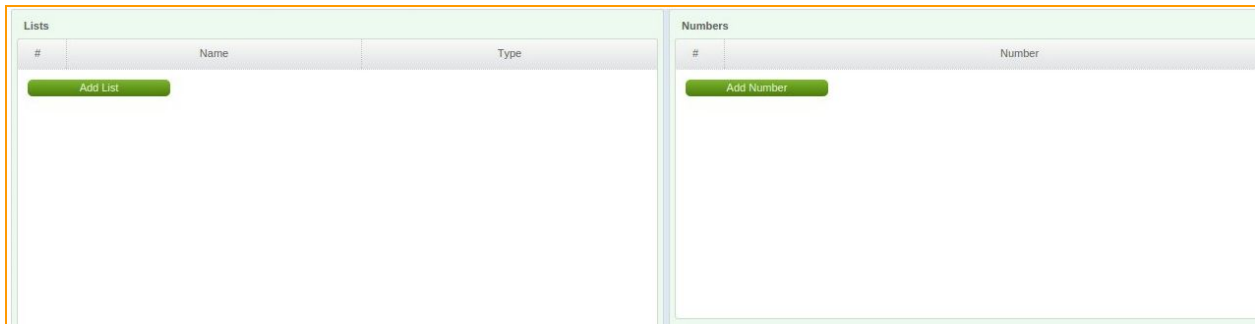 Lists
# Name Type
Add List
Numbers
# Number
Add Number